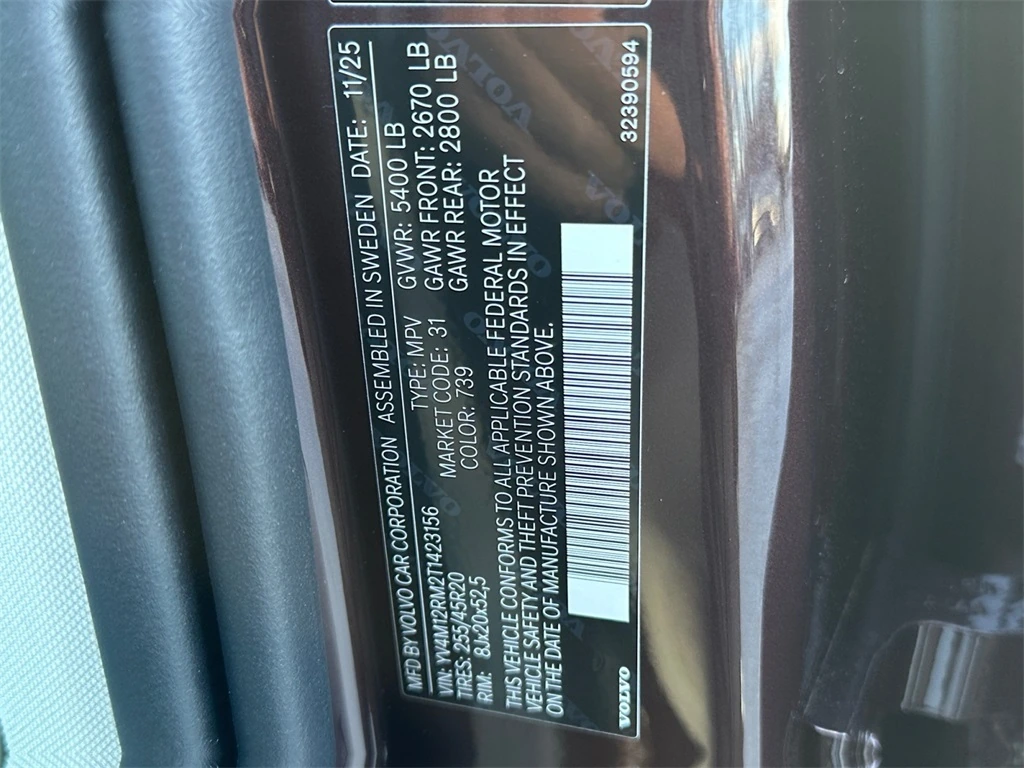 MFD BY VOLVO CAR CORPORATION ASSEMBLED IN SWEDEN DATE: 11/25
VIN: YV4M12RM2T1423156 TYPE: MPV GVWR: 5400 LB
TIRES: 255/45R20 MARKET CODE: 31 GAWR FRONT: 2670 LB
RIM: 8Jx20x52,5 COLOR: 739 GAWR REAR: 2800 LB
THIS VEHICLE CONFORMS TO ALL APPLICABLE FEDERAL MOTOR
VEHICLE SAFETY AND THEFT PREVENTION STANDARDS IN EFFECT
ON THE DATE OF MANUFACTURE SHOWN ABOVE.
VOLVO 32390594